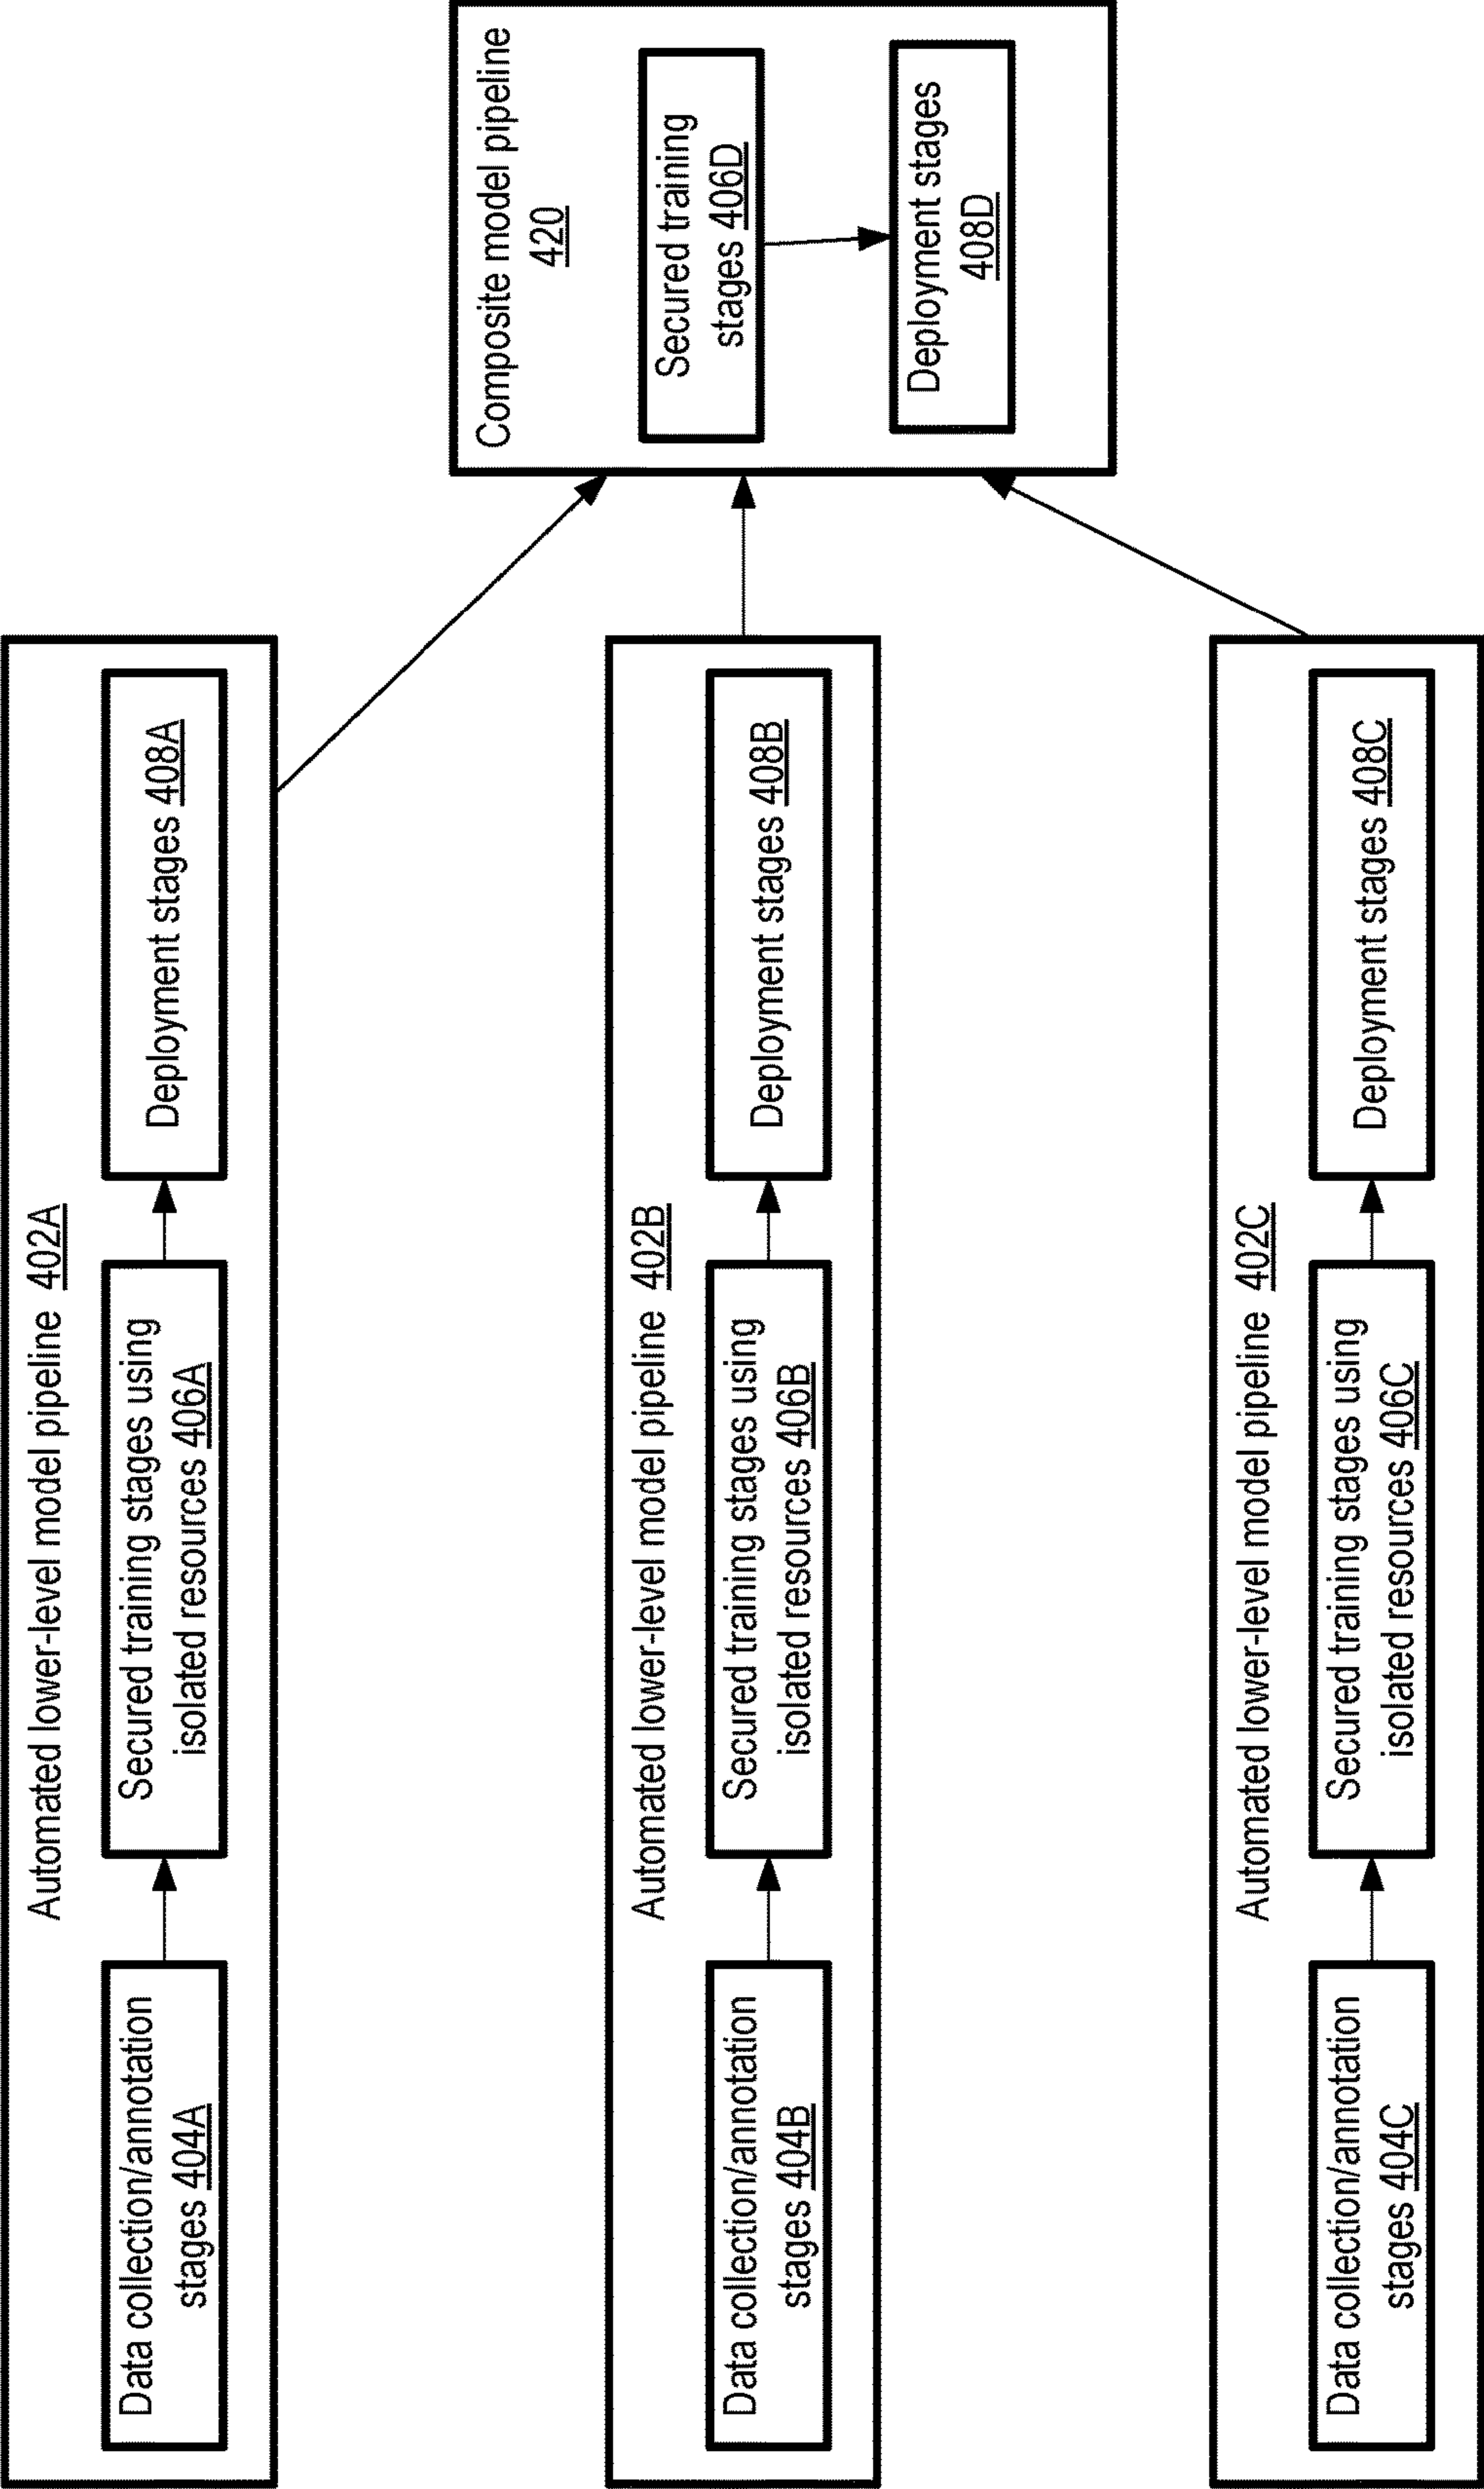 Automated lower-level model pipeline 402A
Data collection/annotation
stages 404A
Secured training stages using
isolated resources 406A
Deployment stages 408A
Automated lower-level model pipeline 402B
Data collection/annotation
stages 404B
Secured training stages using
isolated resources 406B
Deployment stages 408B
Automated lower-level model pipeline 402C
Data collection/annotation
stages 404C
Secured training stages using
isolated resources 406C
Deployment stages 408C
Composite model pipeline
420
Secured training
stages 406D
Deployment stages
408D